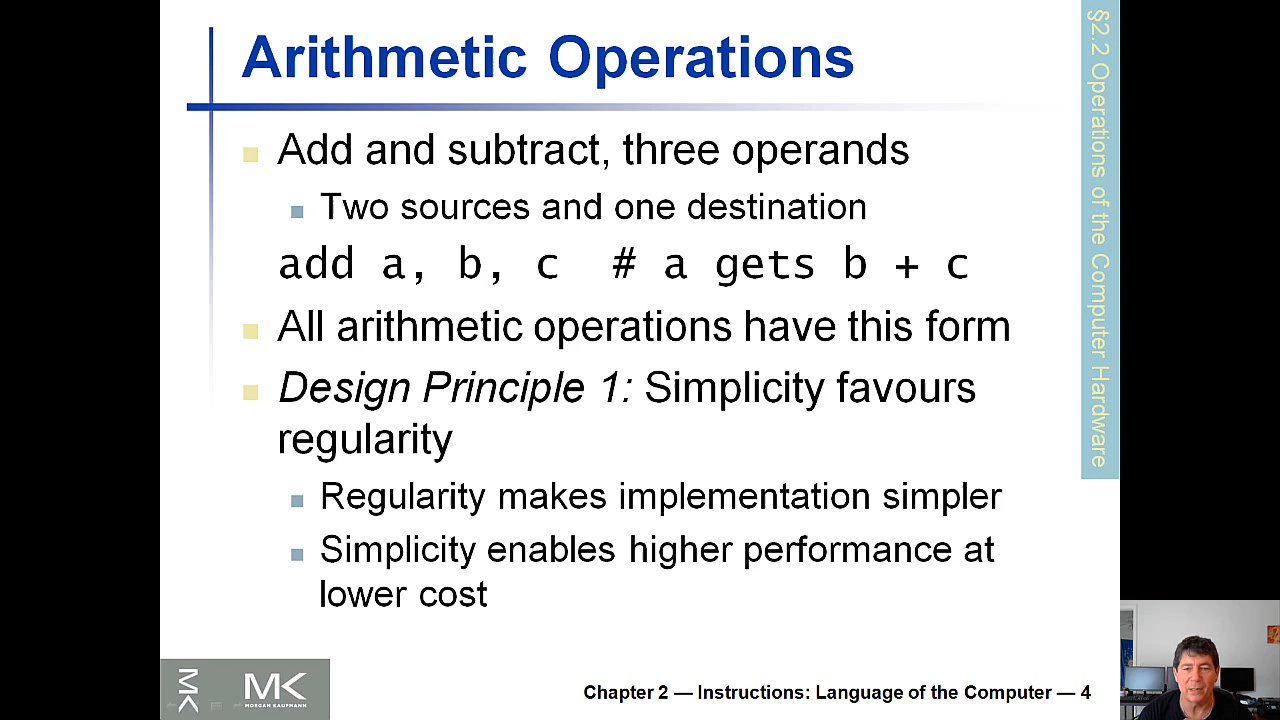 Arithmetic Operations
Add and subtract, three operands
Two sources and one destination
add a, b, c # a gets b + c
All arithmetic operations have this form
Design Principle 1: Simplicity favours
regularity
Regularity makes implementation simpler
Simplicity enables higher performance at
lower cost
§2.2 Operations of the Computer Hardware
MK
MK
MORGAN KAUFMANN
Chapter 2 — Instructions: Language of the Computer — 4